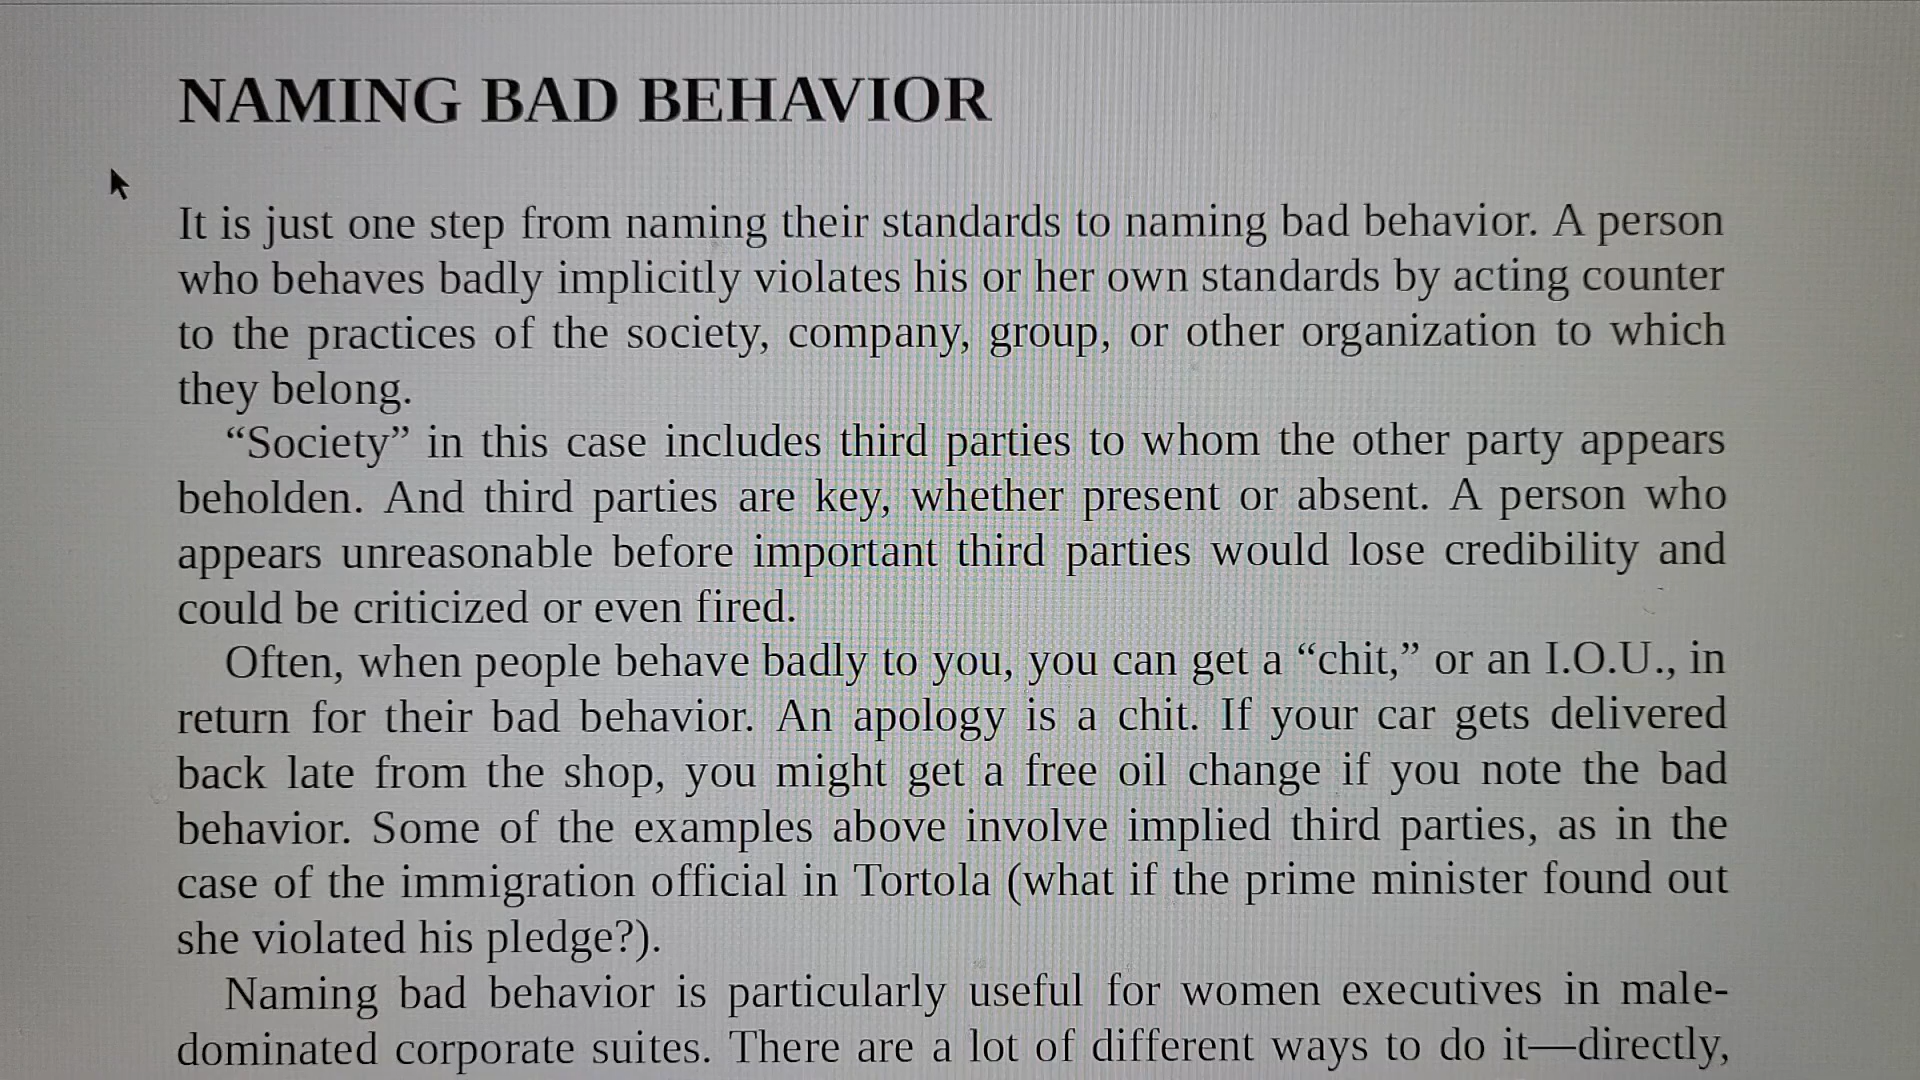 NAMING BAD BEHAVIOR
It is just one step from naming their standards to naming bad behavior. A person
who behaves badly implicitly violates his or her own standards by acting counter
to the practices of the society, company, group, or other organization to which
they belong.
“Society” in this case includes third parties to whom the other party appears
beholden. And third parties are key, whether present or absent. A person who
appears unreasonable before important third parties would lose credibility and
could be criticized or even fired.
Often, when people behave badly to you, you can get a “chit,” or an I.O.U., in
return for their bad behavior. An apology is a chit. If your car gets delivered
back late from the shop, you might get a free oil change if you note the bad
behavior. Some of the examples above involve implied third parties, as in the
case of the immigration official in Tortola (what if the prime minister found out
she violated his pledge?).
Naming bad behavior is particularly useful for women executives in male-
dominated corporate suites. There are a lot of different ways to do it—directly,